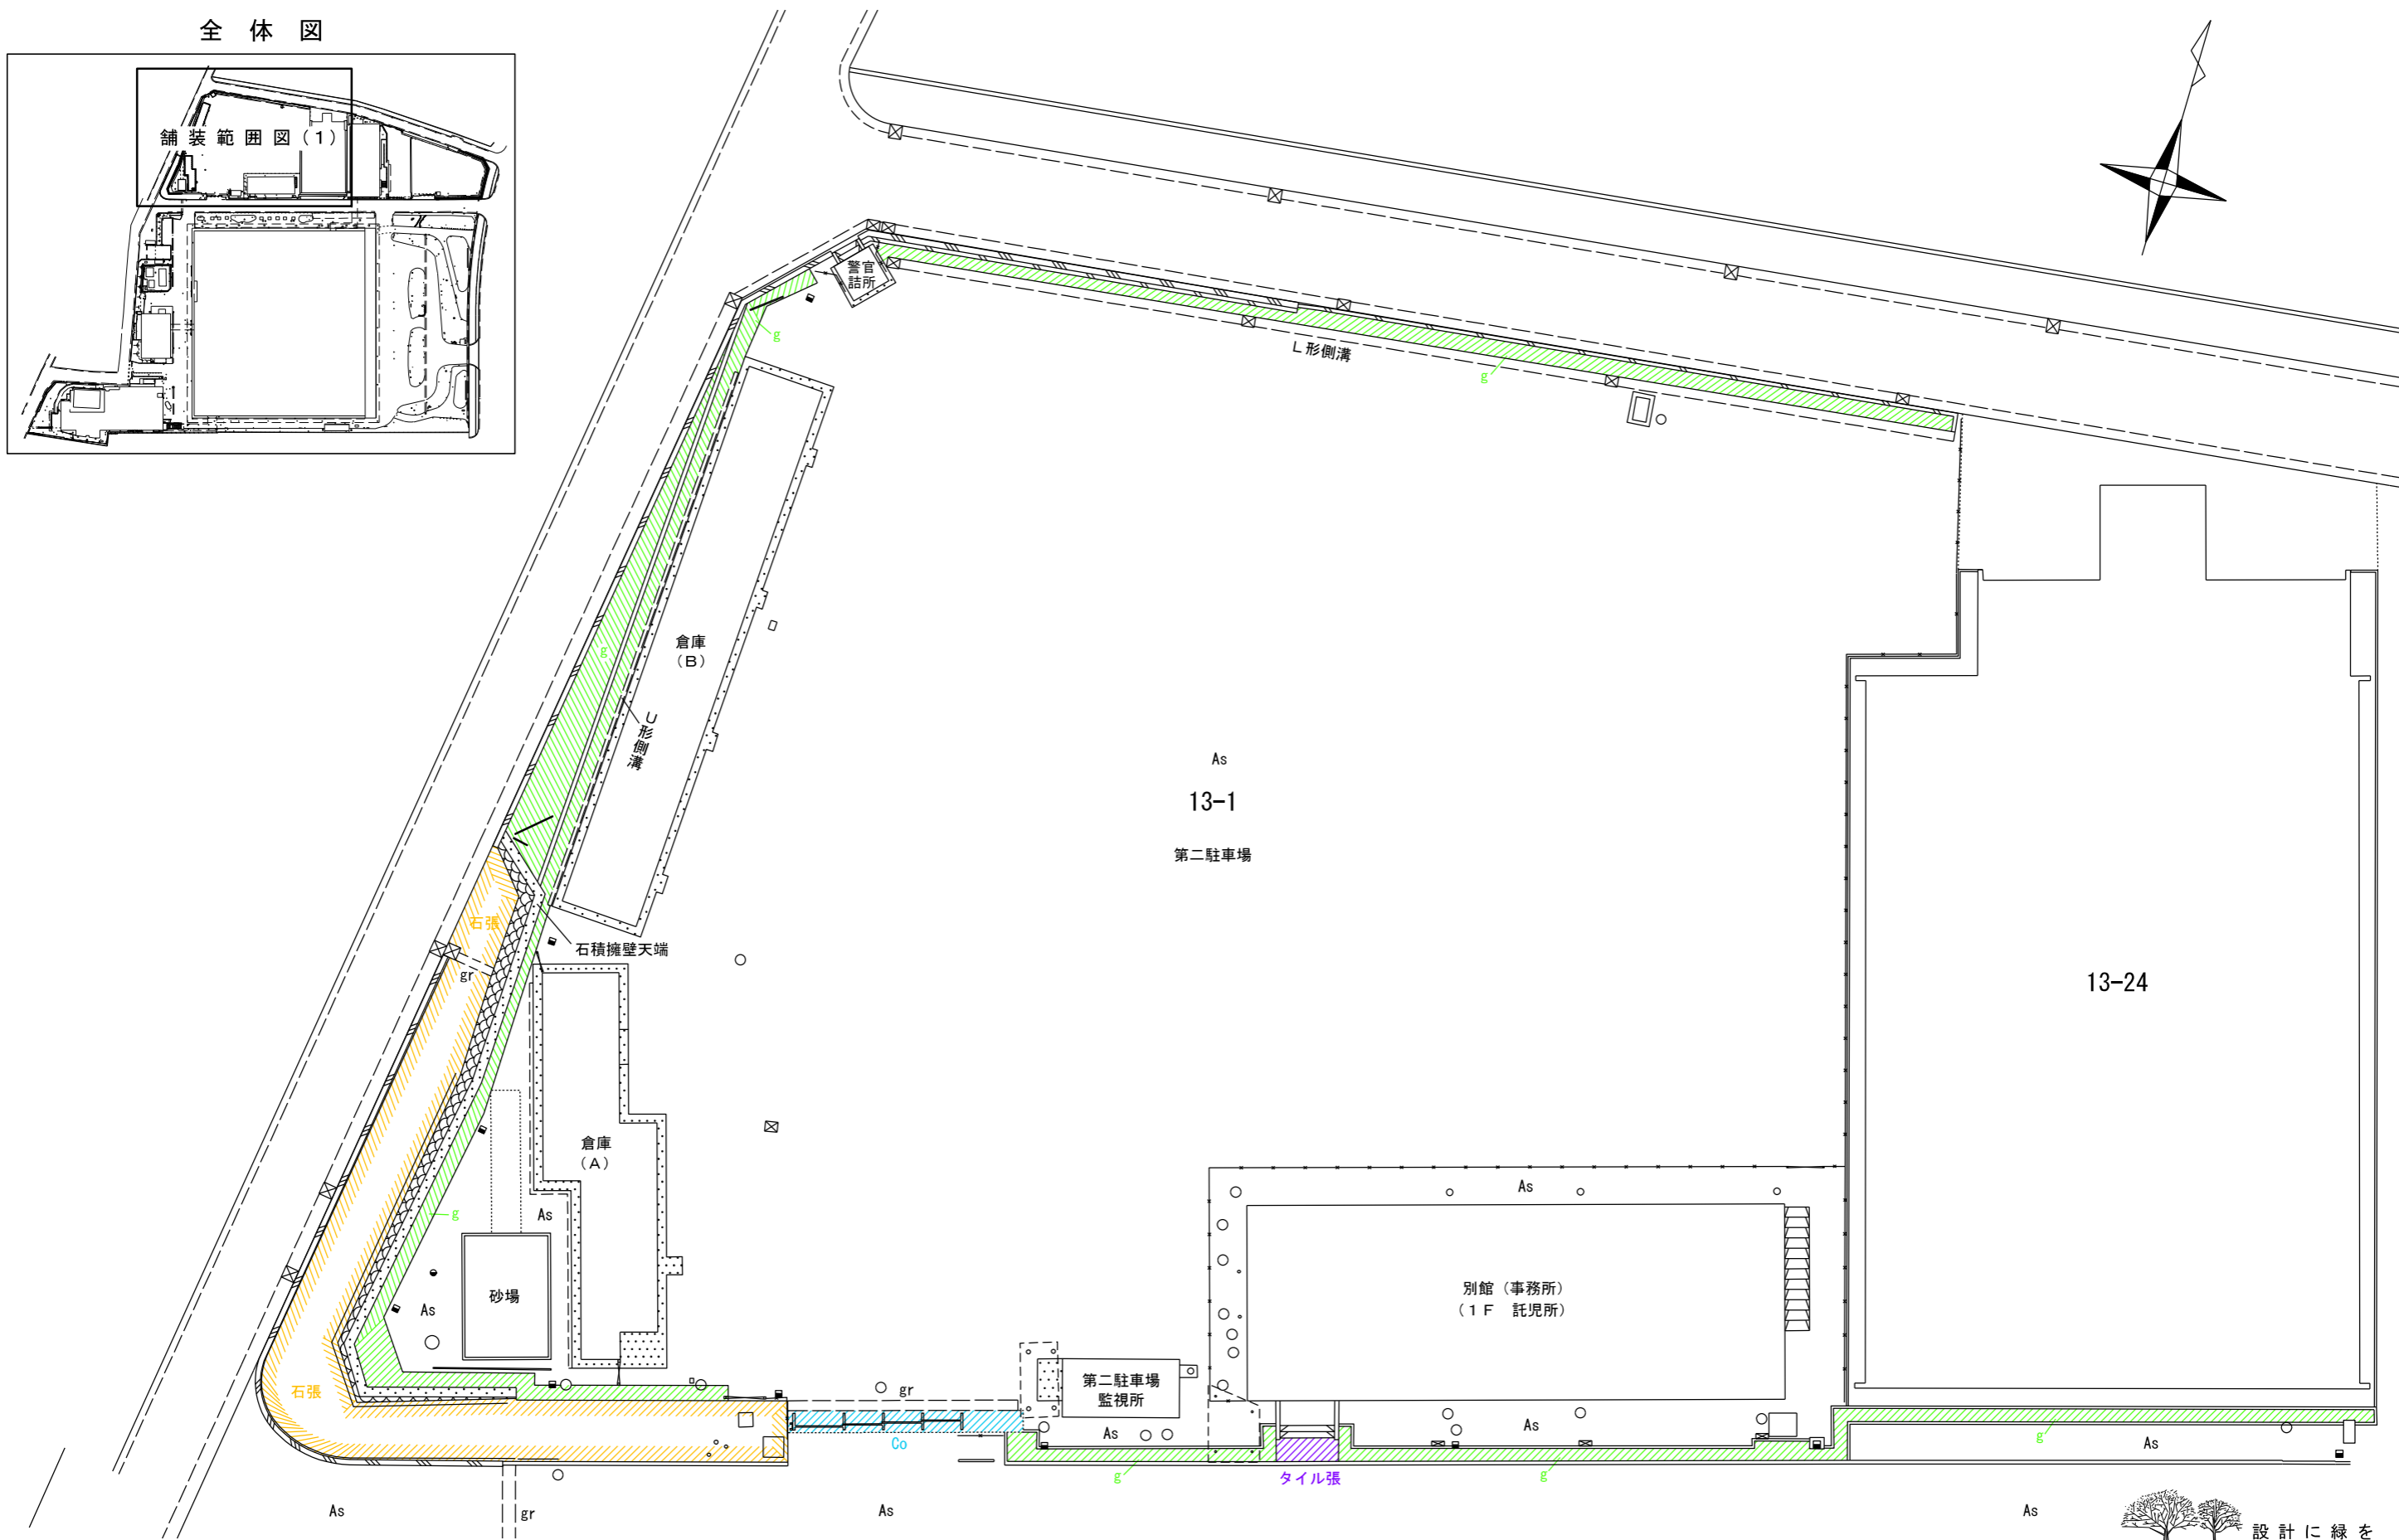 全体図
舗装範囲図(1)
警官
詰所
g
L形側溝
g
倉庫
(B)
g
U形側溝
As
13-1
第二駐車場
石張
石積擁壁天端
gr
13-24
倉庫
(A)
As
g
As
砂場
As
別館(事務所)
(1F 託児所)
石張
第二駐車場
監視所
gr
As
As
Co
g
タイル張
g
g
As
As
gr
As
As
設計に緑を